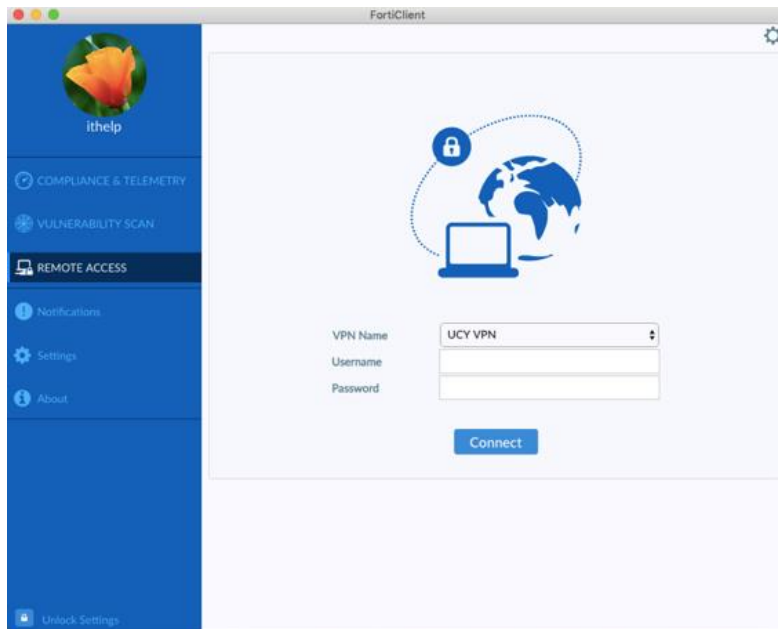 FortiClient
ithelp
COMPLIANCE & TELEMETRY
VULNERABILITY SCAN
REMOTE ACCESS
Notifications
Settings
About
Unlock Settings
VPN Name UCY VPN
Username
Password
Connect